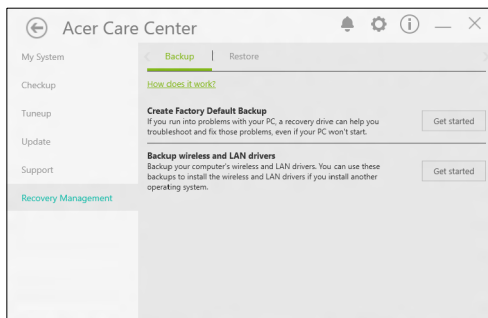 Acer Care Center
My System
Backup
Restore
Checkup
How does it work?
Tuneup
Create Factory Default Backup
If you run into problems with your PC, a recovery drive can help you
troubleshoot and fix those problems, even if your PC won't start.
Get started
Update
Backup wireless and LAN drivers
Backup your computer's wireless and LAN drivers. You can use these
backups to install the wireless and LAN drivers if you install another
operating system.
Get started
Support
Recovery Management